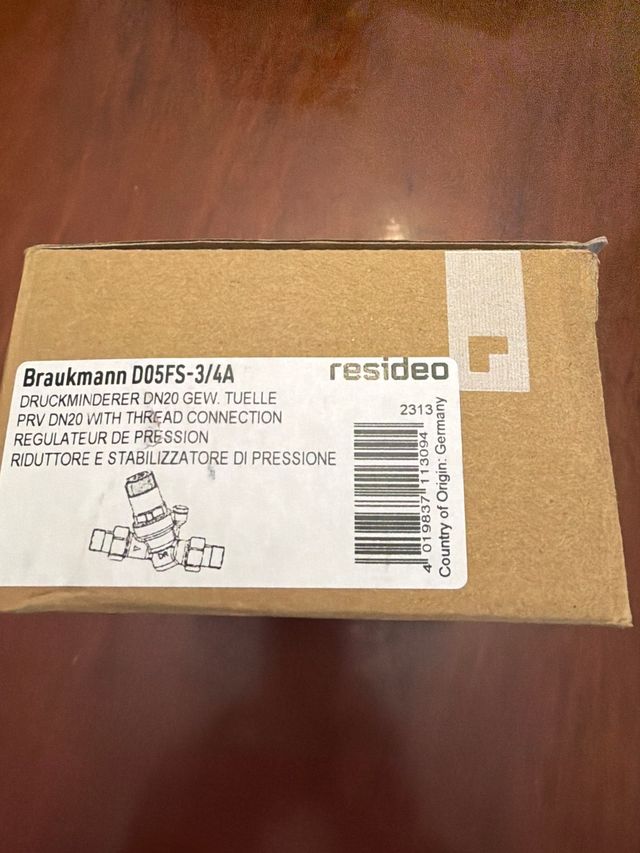 resideo
Braukmann D05FS-3/4A
DRUCKMINDERER DN20 GEW. TUELLE
PRV DN20 WITH THREAD CONNECTION
REGULATEUR DE PRESSION
RIDUTTORE E STABILIZZATORE DI PRESSIONE
2313
4 019837 113094
Country of Origin: Germany